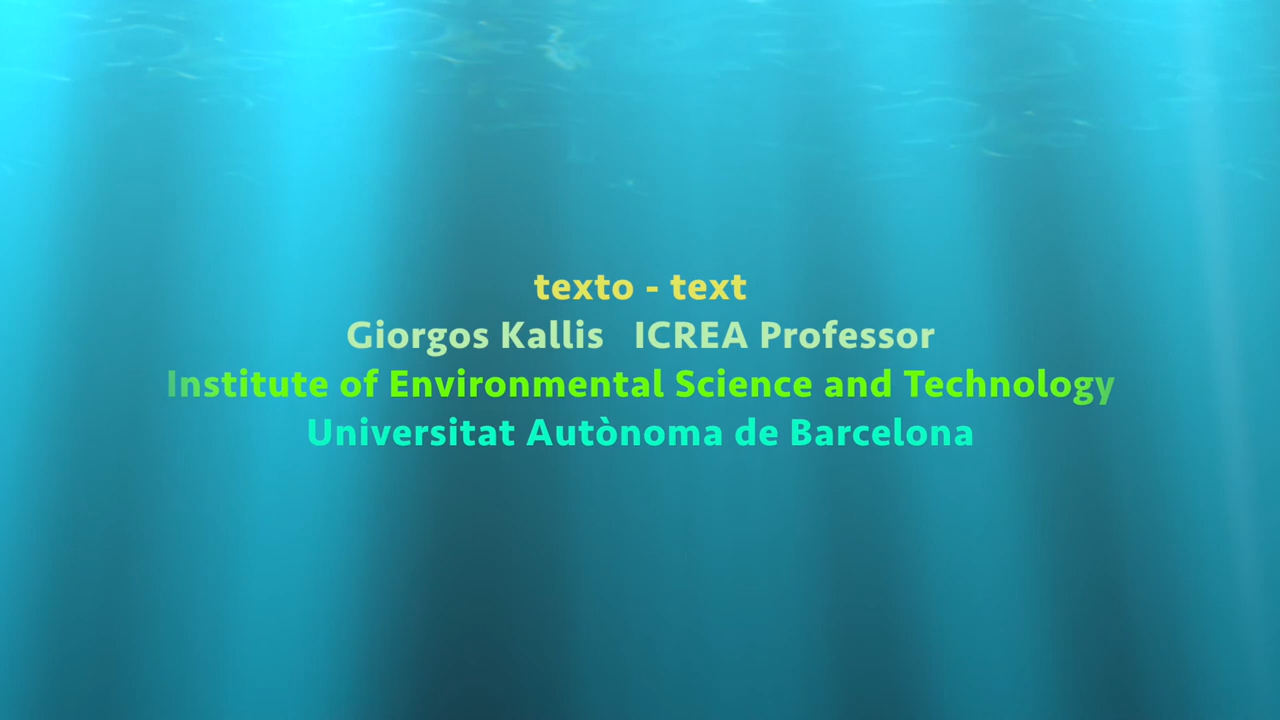 texto - text
Giorgos Kallis ICREA Professor
Institute of Environmental Science and Technology
Universitat Autònoma de Barcelona